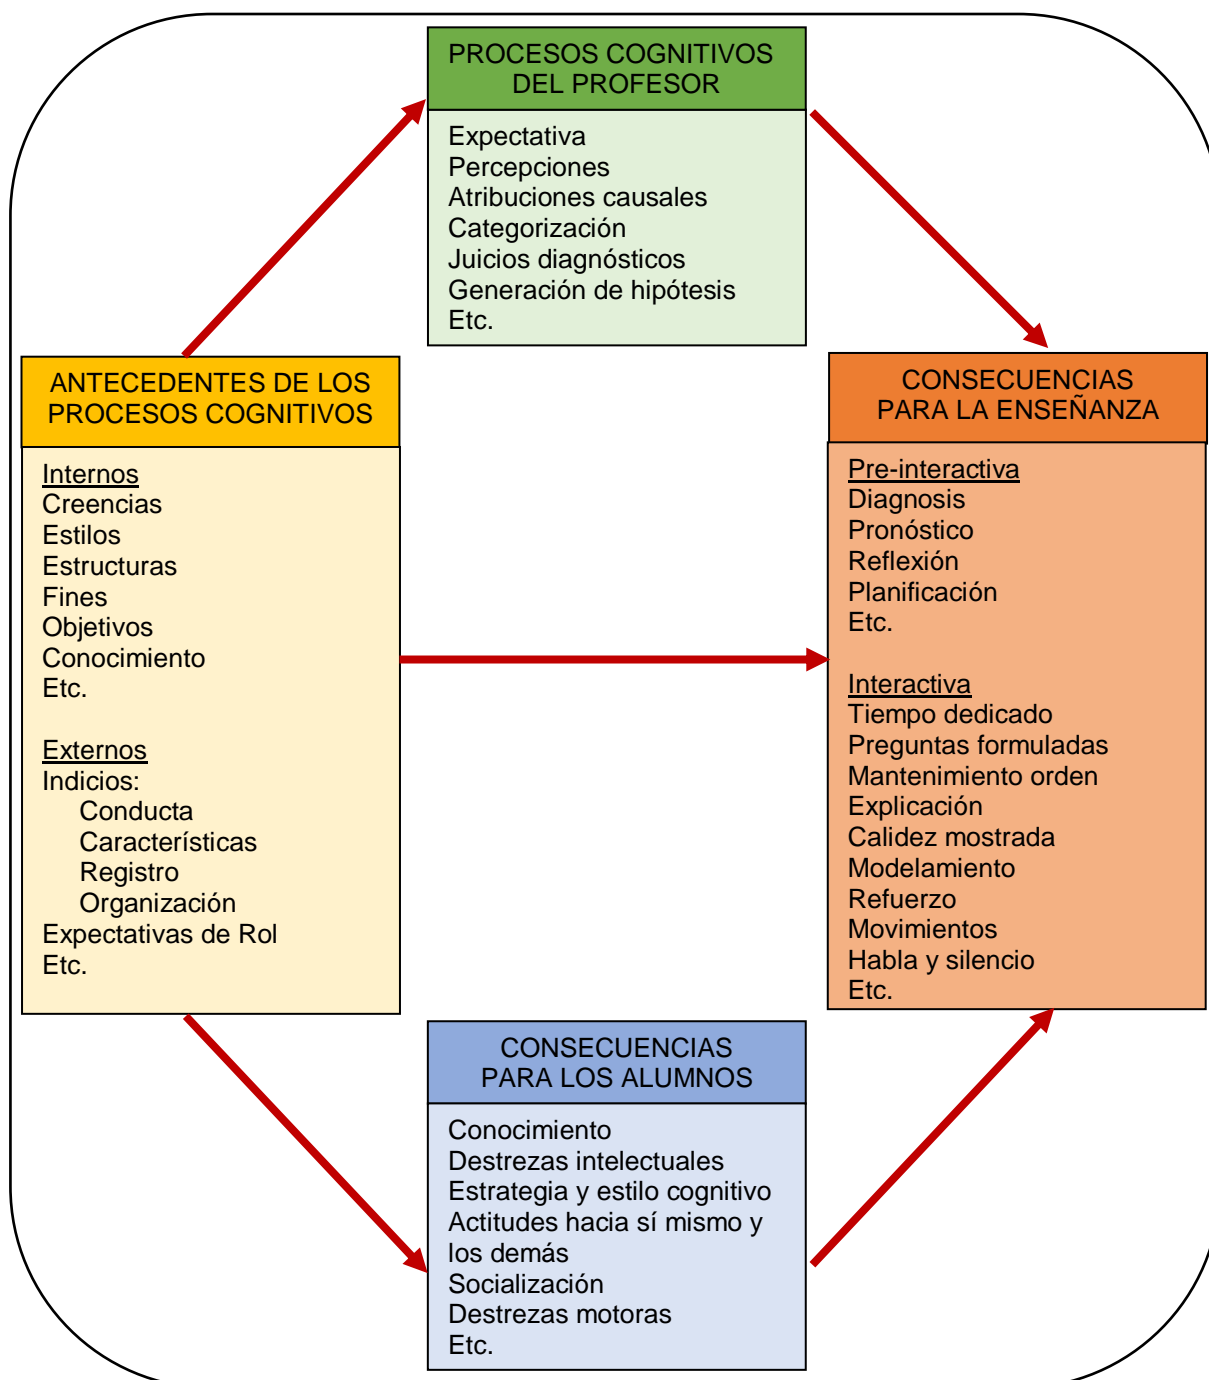 PROCESOS COGNITIVOS
DEL PROFESOR
Expectativa
Percepciones
Atribuciones causales
Categorización
Juicios diagnósticos
Generación de hipótesis
Etc.
ANTECEDENTES DE LOS
PROCESOS COGNITIVOS
Internos
Creencias
Estilos
Estructuras
Fines
Objetivos
Conocimiento
Etc.
Externos
Indicios:
Conducta
Características
Registro
Organización
Expectativas de Rol
Etc.
CONSECUENCIAS
PARA LA ENSEÑANZA
Pre-interactiva
Diagnosis
Pronóstico
Reflexión
Planificación
Etc.
Interactiva
Tiempo dedicado
Preguntas formuladas
Mantenimiento orden
Explicación
Calidez mostrada
Modelamiento
Refuerzo
Movimientos
Habla y silencio
Etc.
CONSECUENCIAS
PARA LOS ALUMNOS
Conocimiento
Destrezas intelectuales
Estrategia y estilo cognitivo
Actitudes hacia sí mismo y
los demás
Socialización
Destrezas motoras
Etc.